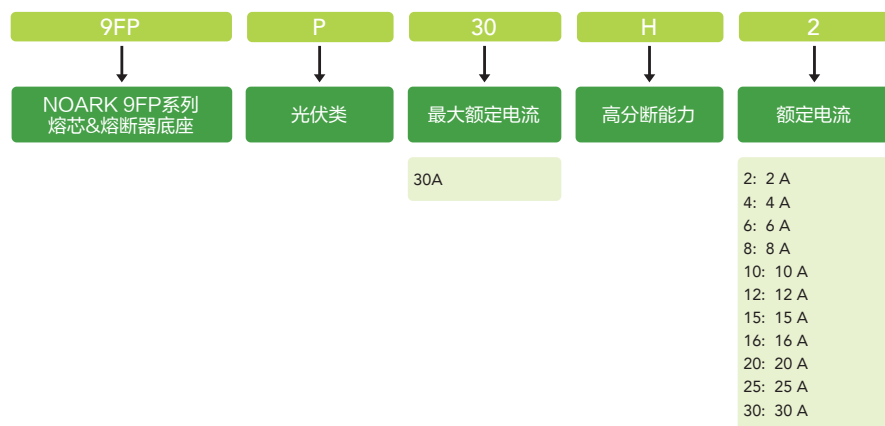 9FP P 30 H 2
NOARK 9FP系列
熔芯&熔断器底座
光伏类
最大额定电流
高分断能力
额定电流
30A
2: 2 A
4: 4 A
6: 6 A
8: 8 A
10: 10 A
12: 12 A
15: 15 A
16: 16 A
20: 20 A
25: 25 A
30: 30 A